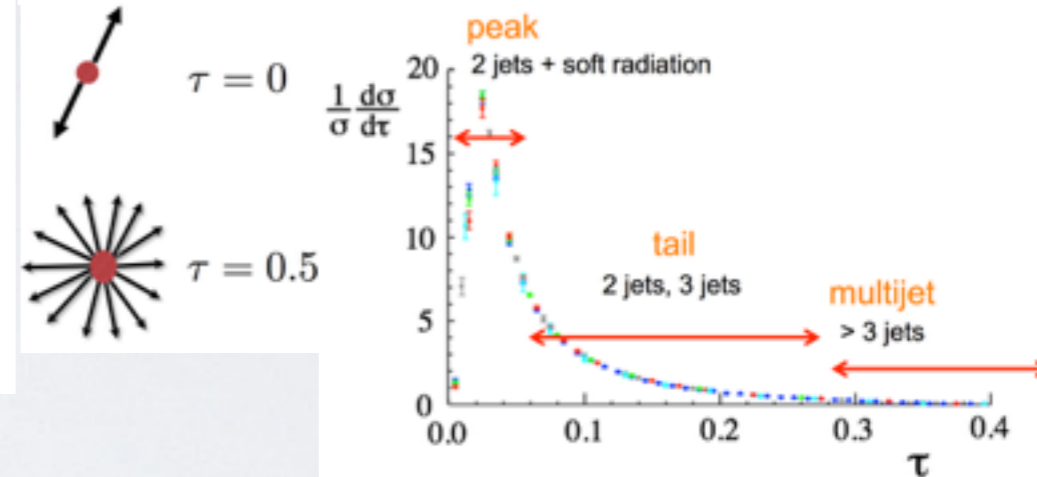 τ = 0
τ = 0.5
peak
2 jets + soft radiation
1/σ dσ/dτ
20
15
10
5
0
tail
2 jets, 3 jets
multijet
> 3 jets
0.0 0.1 0.2 0.3 0.4
τ